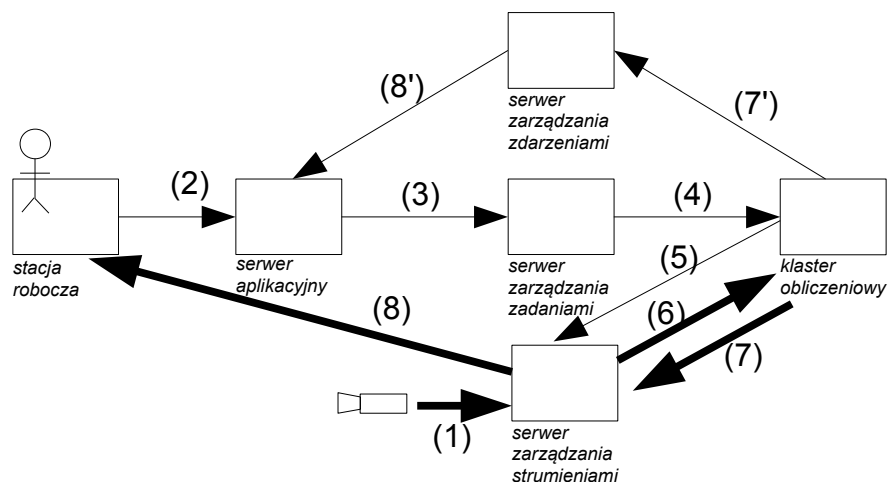 (8')
serwer
zarządzania
zdarzeniami
(7')
(2)
(3)
(4)
stacja
robocza
serwer
aplikacyjny
serwer
zarządzania
zadaniami
(5)
klaster
obliczeniowy
(8)
(6)
(7)
(1)
serwer
zarządzania
strumieniami